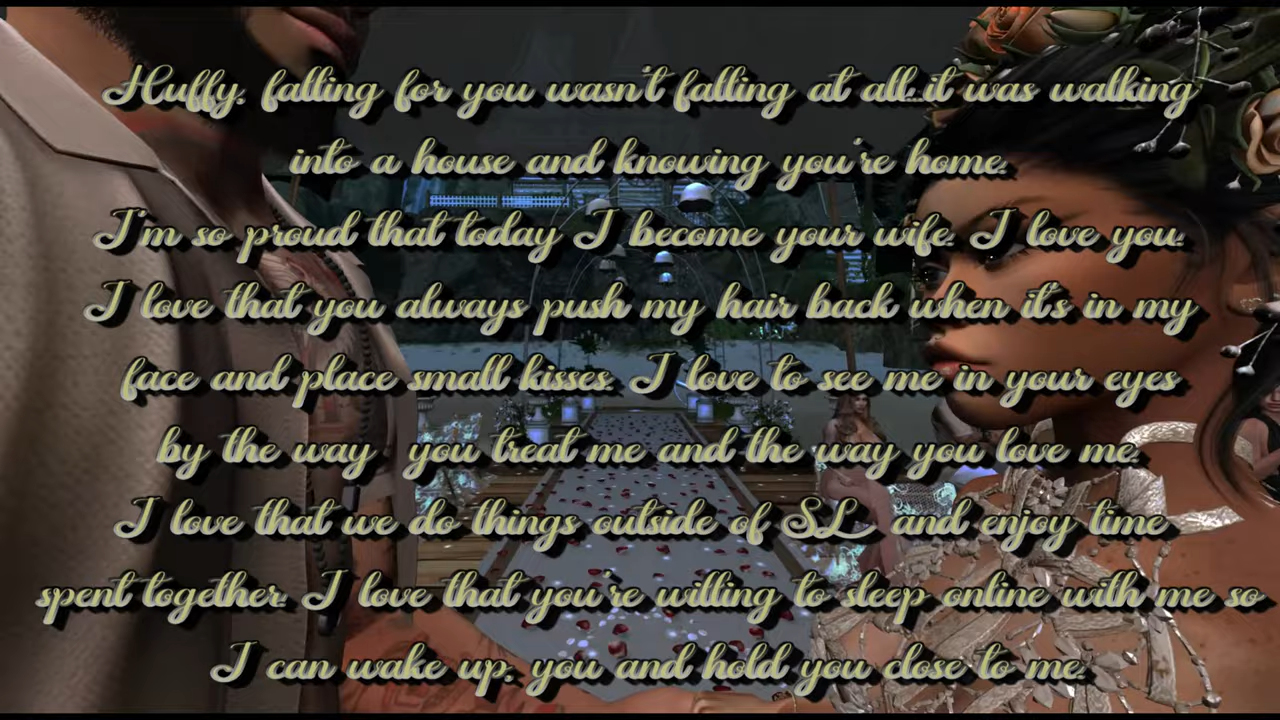 Huffy, falling for you wasn't falling at all...it was walking
into a house and knowing you're home.
I'm so proud that today I become your wife. I love you.
I love that you always push my hair back when it's in my
face and place small kisses. I love to see me in your eyes
by the way you treat me and the way you love me.
I love that we do things outside of SL and enjoy time
spent together. I love that you're willing to sleep online with me so
I can wake up, you and hold you close to me.